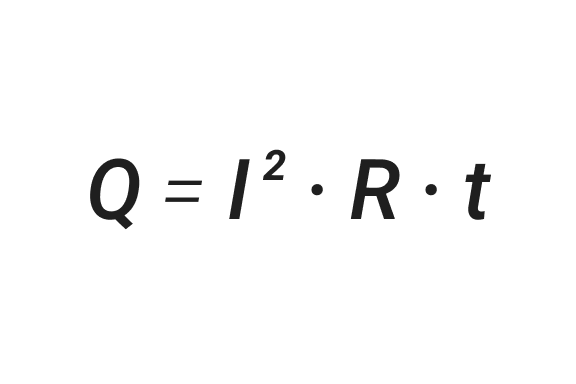 Q = I² · R · t